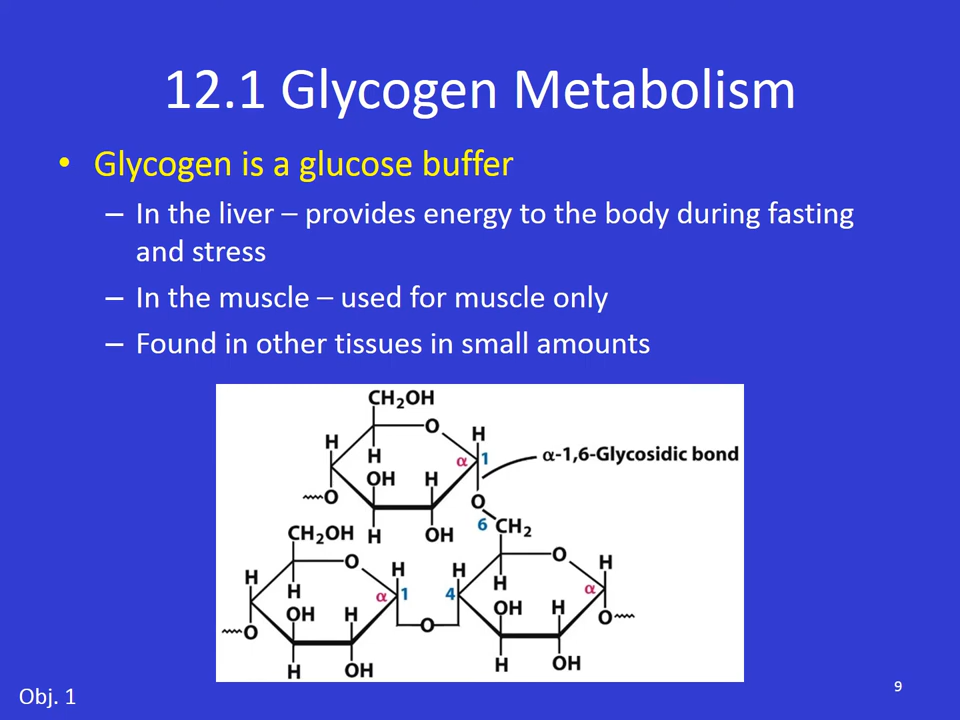 12.1 Glycogen Metabolism
• Glycogen is a glucose buffer
– In the liver – provides energy to the body during fasting
and stress
– In the muscle – used for muscle only
– Found in other tissues in small amounts
CH₂OH
O
H
H
H
α 1
α-1,6-Glycosidic bond
OH
H
O
O
6 CH₂
H
OH
CH₂OH
O
O
H
H
H
H
H
H
α 1
4
α
OH
H
OH
H
O
O
O
H
OH
H
OH
Obj. 1
9